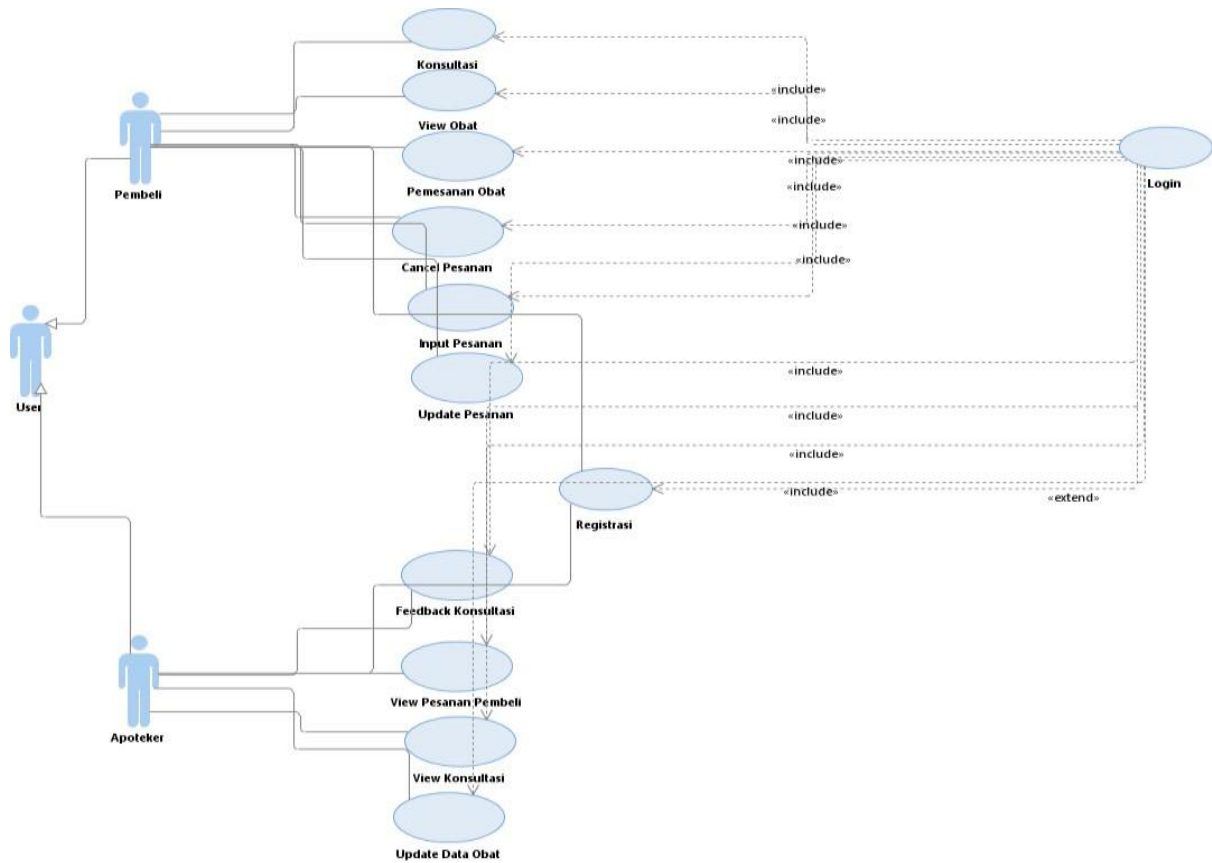 Konsultasi
«include»
View Obat
«include»
Pembeli
Pemesanan Obat
«include»
Login
«include»
Cancel Pesanan
«include»
«include»
Input Pesanan
User
Update Pesanan
«include»
«include»
«include»
Registrasi
«include»
«extend»
Feedback Konsultasi
View Pesanan Pembeli
Apoteker
View Konsultasi
Update Data Obat